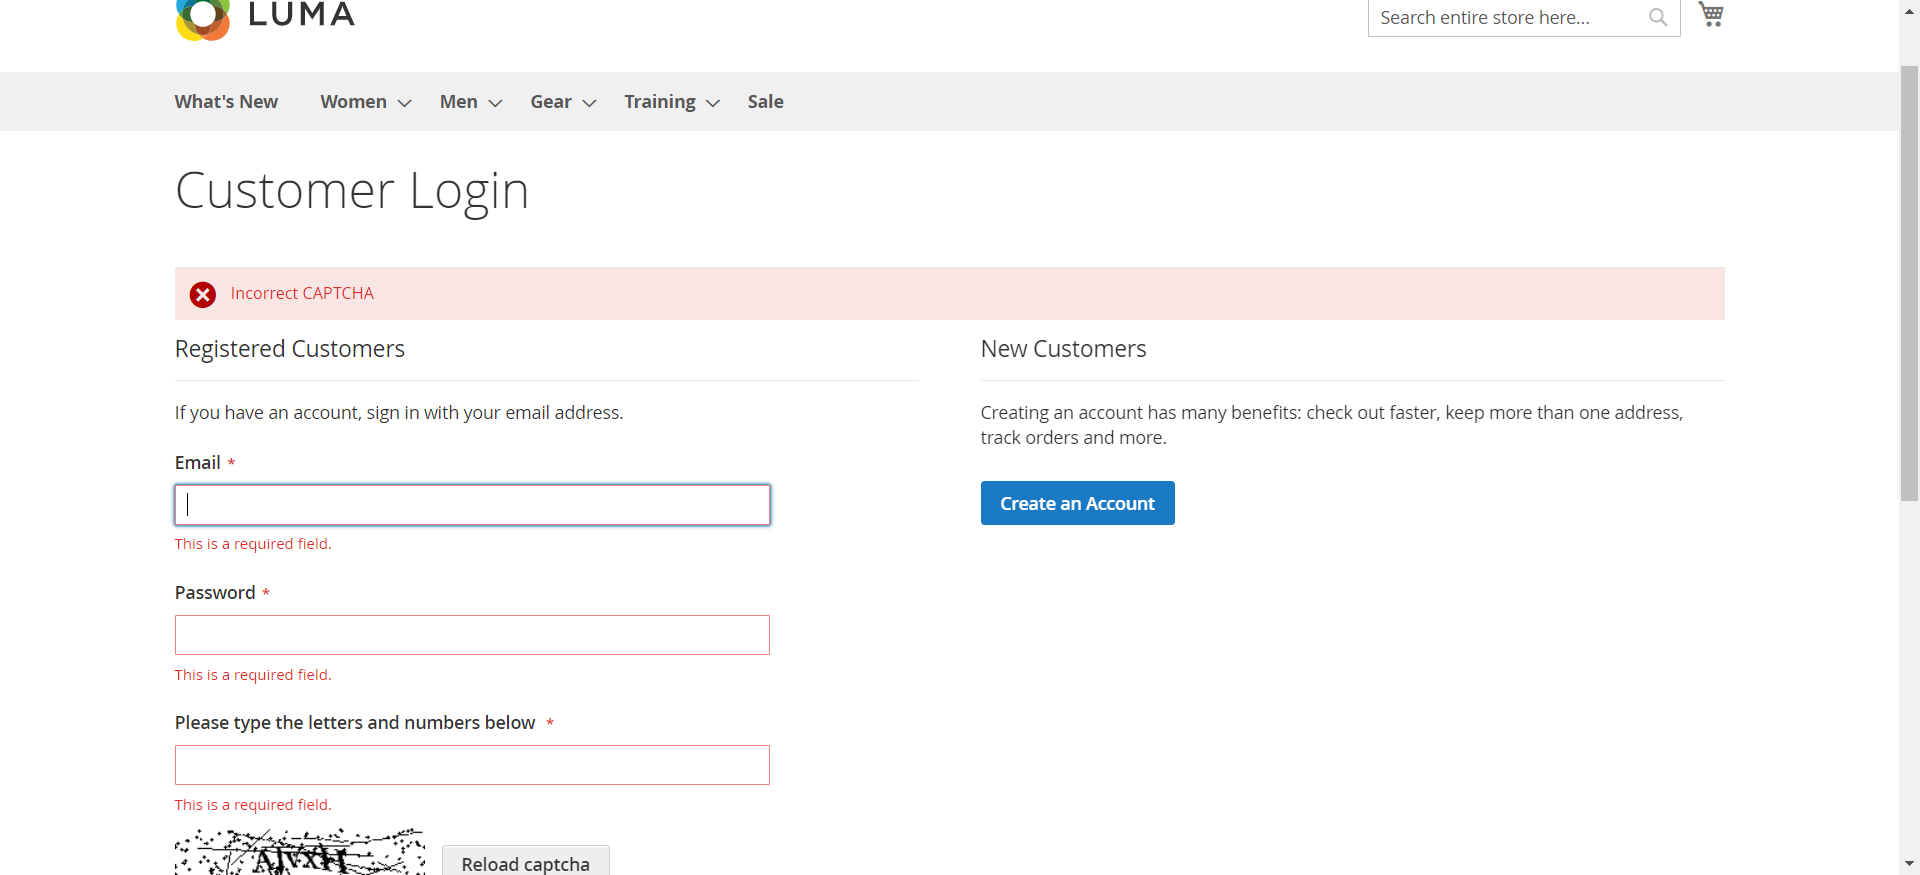 LUMA
Search entire store here...
What's New Women Men Gear Training Sale
Customer Login
Incorrect CAPTCHA
Registered Customers
If you have an account, sign in with your email address.
Email *
This is a required field.
Password *
This is a required field.
Please type the letters and numbers below *
This is a required field.
Reload captcha
New Customers
Creating an account has many benefits: check out faster, keep more than one address,
track orders and more.
Create an Account